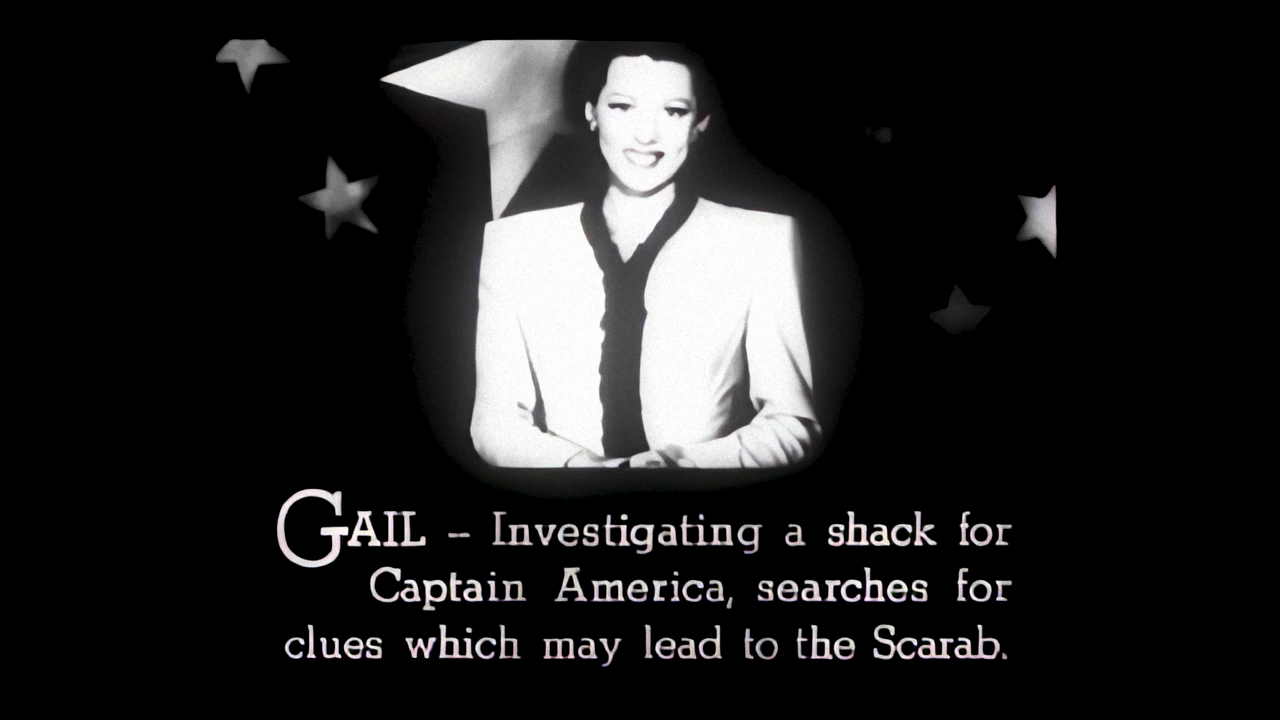 GAIL – Investigating a shack for
Captain America, searches for
clues which may lead to the Scarab.